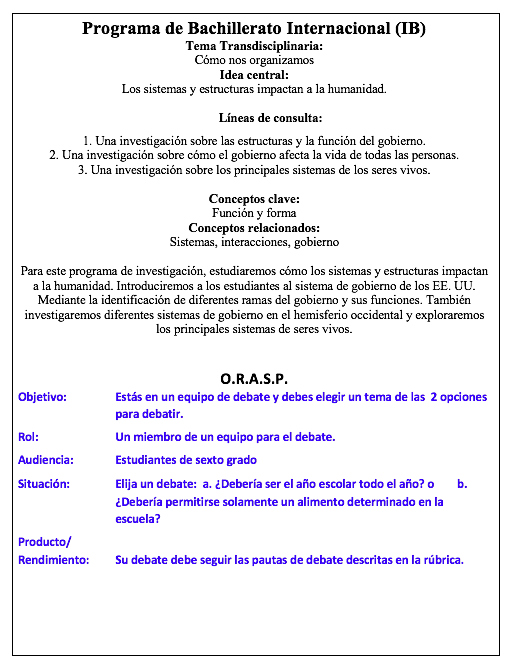 Programa de Bachillerato Internacional (IB)
Tema Transdisciplinaria:
Cómo nos organizamos
Idea central:
Los sistemas y estructuras impactan a la humanidad.
Líneas de consulta:
1. Una investigación sobre las estructuras y la función del gobierno.
2. Una investigación sobre cómo el gobierno afecta la vida de todas las personas.
3. Una investigación sobre los principales sistemas de los seres vivos.
Conceptos clave:
Función y forma
Conceptos relacionados:
Sistemas, interacciones, gobierno
Para este programa de investigación, estudiaremos cómo los sistemas y estructuras impactan
a la humanidad. Introduciremos a los estudiantes al sistema de gobierno de los EE. UU.
Mediante la identificación de diferentes ramas del gobierno y sus funciones. También
investigaremos diferentes sistemas de gobierno en el hemisferio occidental y exploraremos
los principales sistemas de seres vivos.
O.R.A.S.P.
Objetivo: Estás en un equipo de debate y debes elegir un tema de las 2 opciones
para debatir.
Rol: Un miembro de un equipo para el debate.
Audiencia: Estudiantes de sexto grado
Situación: Elija un debate: a. ¿Debería ser el año escolar todo el año? o b.
¿Debería permitirse solamente un alimento determinado en la
escuela?
Producto/
Rendimiento: Su debate debe seguir las pautas de debate descritas en la rúbrica.